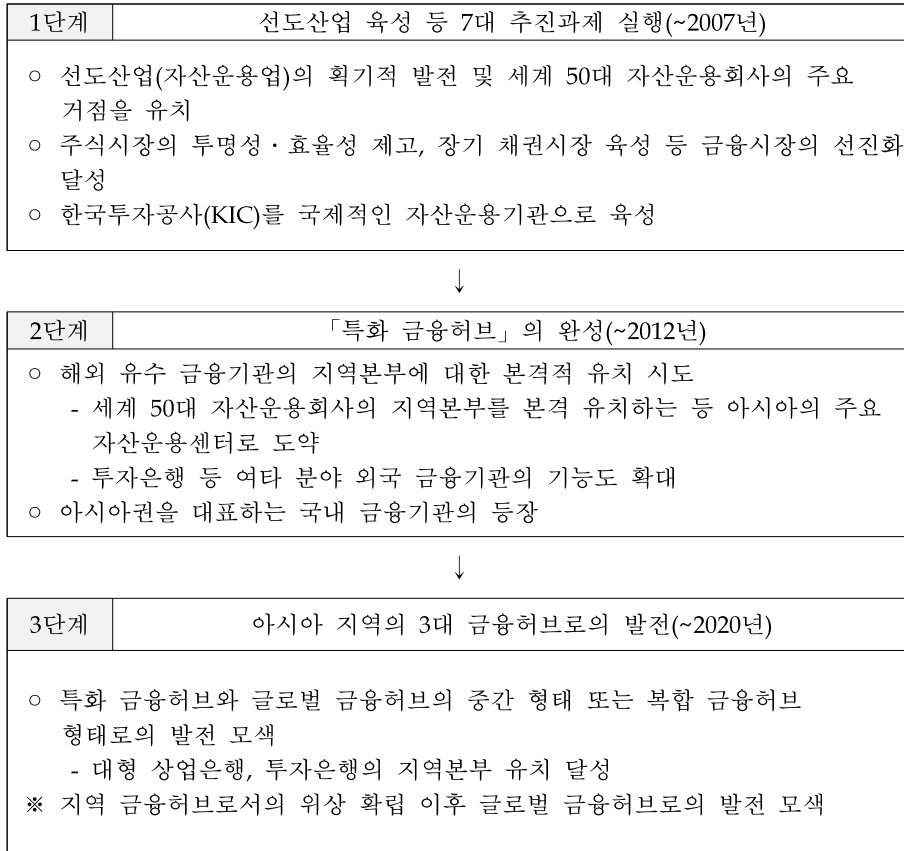 1단계 선도산업 육성 등 7대 추진과제 실행(~2007년)
○ 선도산업(자산운용업)의 획기적 발전 및 세계 50대 자산운용회사의 주요
거점을 유치
○ 주식시장의 투명성·효율성 제고, 장기 채권시장 육성 등 금융시장의 선진화
달성
○ 한국투자공사(KIC)를 국제적인 자산운용기관으로 육성
↓
2단계 「특화 금융허브」의 완성(~2012년)
○ 해외 유수 금융기관의 지역본부에 대한 본격적 유치 시도
- 세계 50대 자산운용회사의 지역본부를 본격 유치하는 등 아시아의 주요
자산운용센터로 도약
- 투자은행 등 여타 분야 외국 금융기관의 기능도 확대
○ 아시아권을 대표하는 국내 금융기관의 등장
↓
3단계 아시아 지역의 3대 금융허브로의 발전(~2020년)
○ 특화 금융허브와 글로벌 금융허브의 중간 형태 또는 복합 금융허브
형태로의 발전 모색
- 대형 상업은행, 투자은행의 지역본부 유치 달성
※ 지역 금융허브로서의 위상 확립 이후 글로벌 금융허브로의 발전 모색